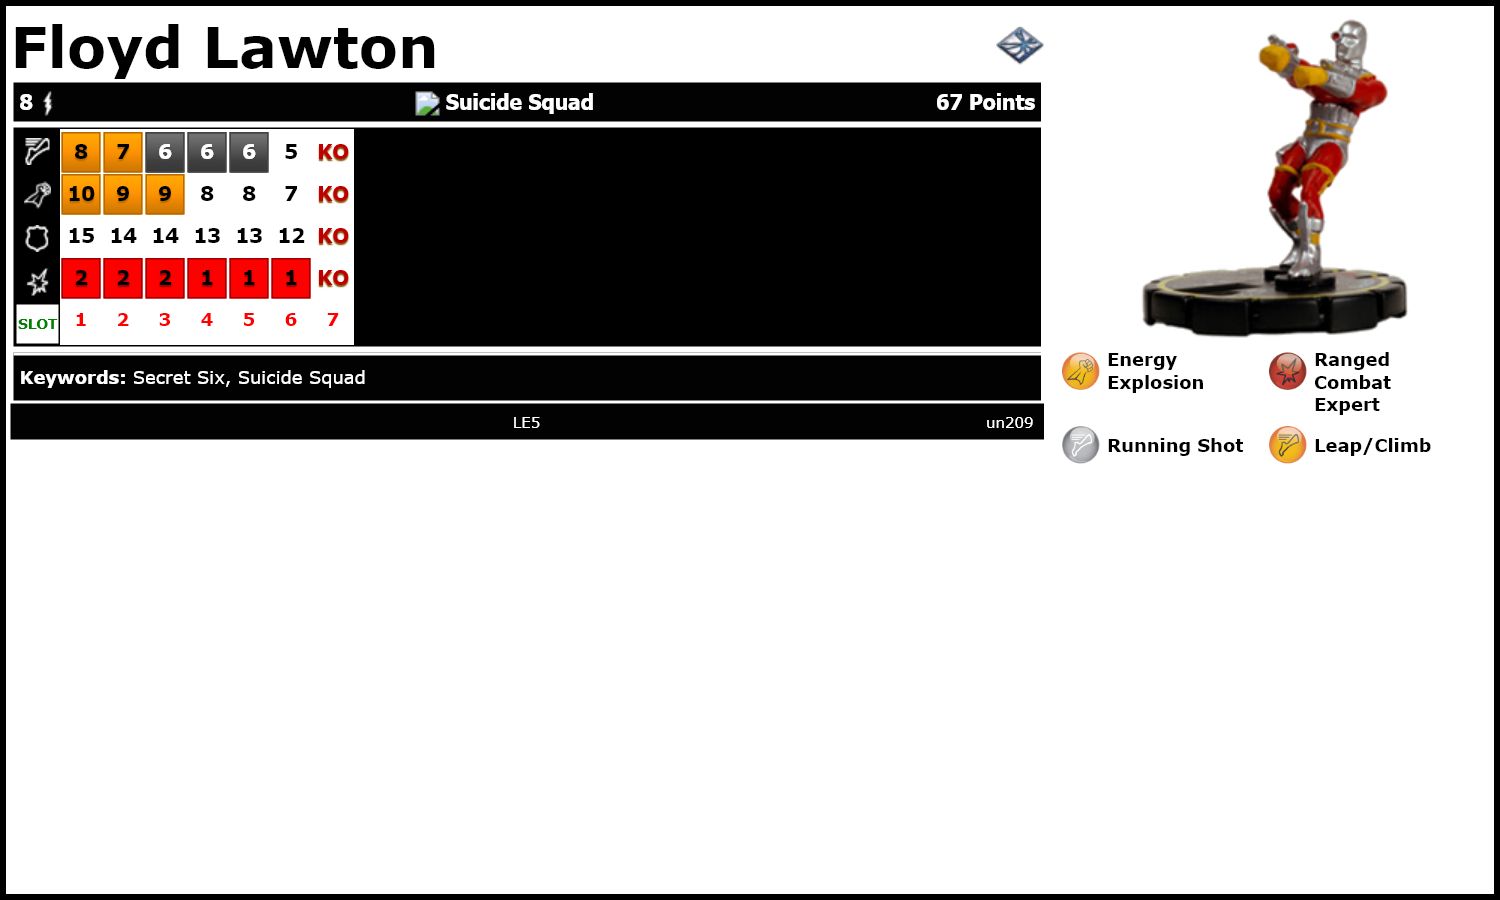 Floyd Lawton
8 Suicide Squad 67 Points
8 7 6 6 6 5 KO
10 9 9 8 8 7 KO
15 14 14 13 13 12 KO
2 2 2 1 1 1 KO
SLOT 1 2 3 4 5 6 7
Keywords: Secret Six, Suicide Squad
LE5 un209
Energy
Explosion
Ranged
Combat
Expert
Running Shot
Leap/Climb